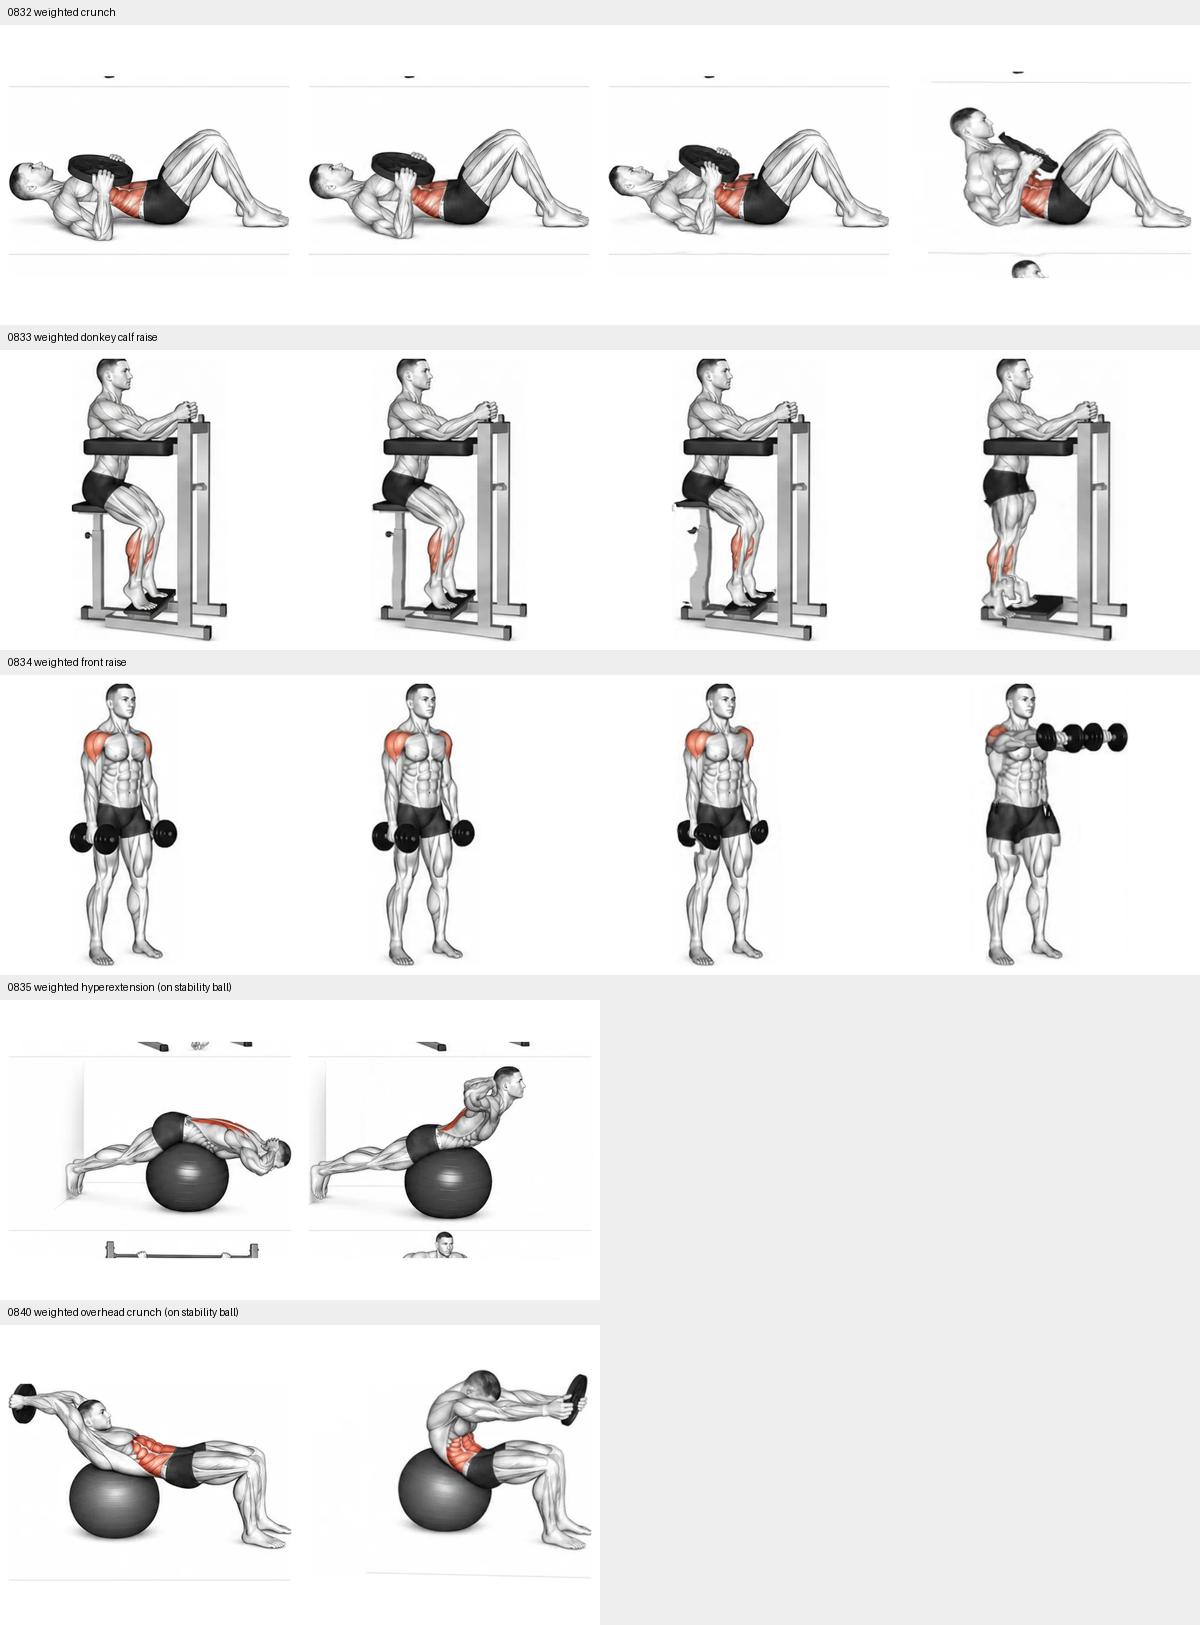 0832 weighted crunch
0833 weighted donkey calf raise
0834 weighted front raise
0835 weighted hyperextension (on stability ball)
0840 weighted overhead crunch (on stability ball)